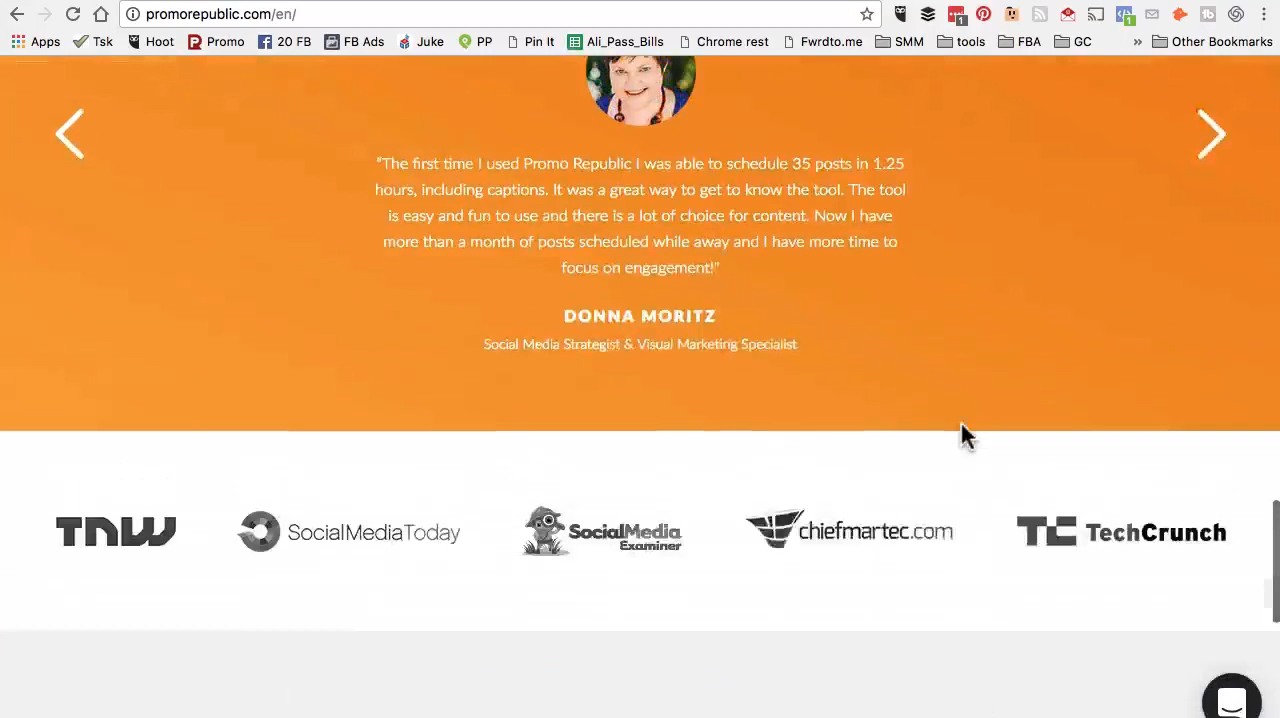 promorepublic.com/en/
1
1
Apps Tsk Hoot Promo 20 FB FB Ads Juke PP Pin It Ali_Pass_Bills Chrome rest Fwrdto.me SMM tools FBA GC » Other Bookmarks
"The first time I used Promo Republic I was able to schedule 35 posts in 1.25
hours, including captions. It was a great way to get to know the tool. The tool
is easy and fun to use and there is a lot of choice for content. Now I have
more than a month of posts scheduled while away and I have more time to
focus on engagement!"
DONNA MORITZ
Social Media Strategist & Visual Marketing Specialist
TNW
SocialMediaToday
SocialMedia
Examiner
chiefmartec.com
TC TechCrunch